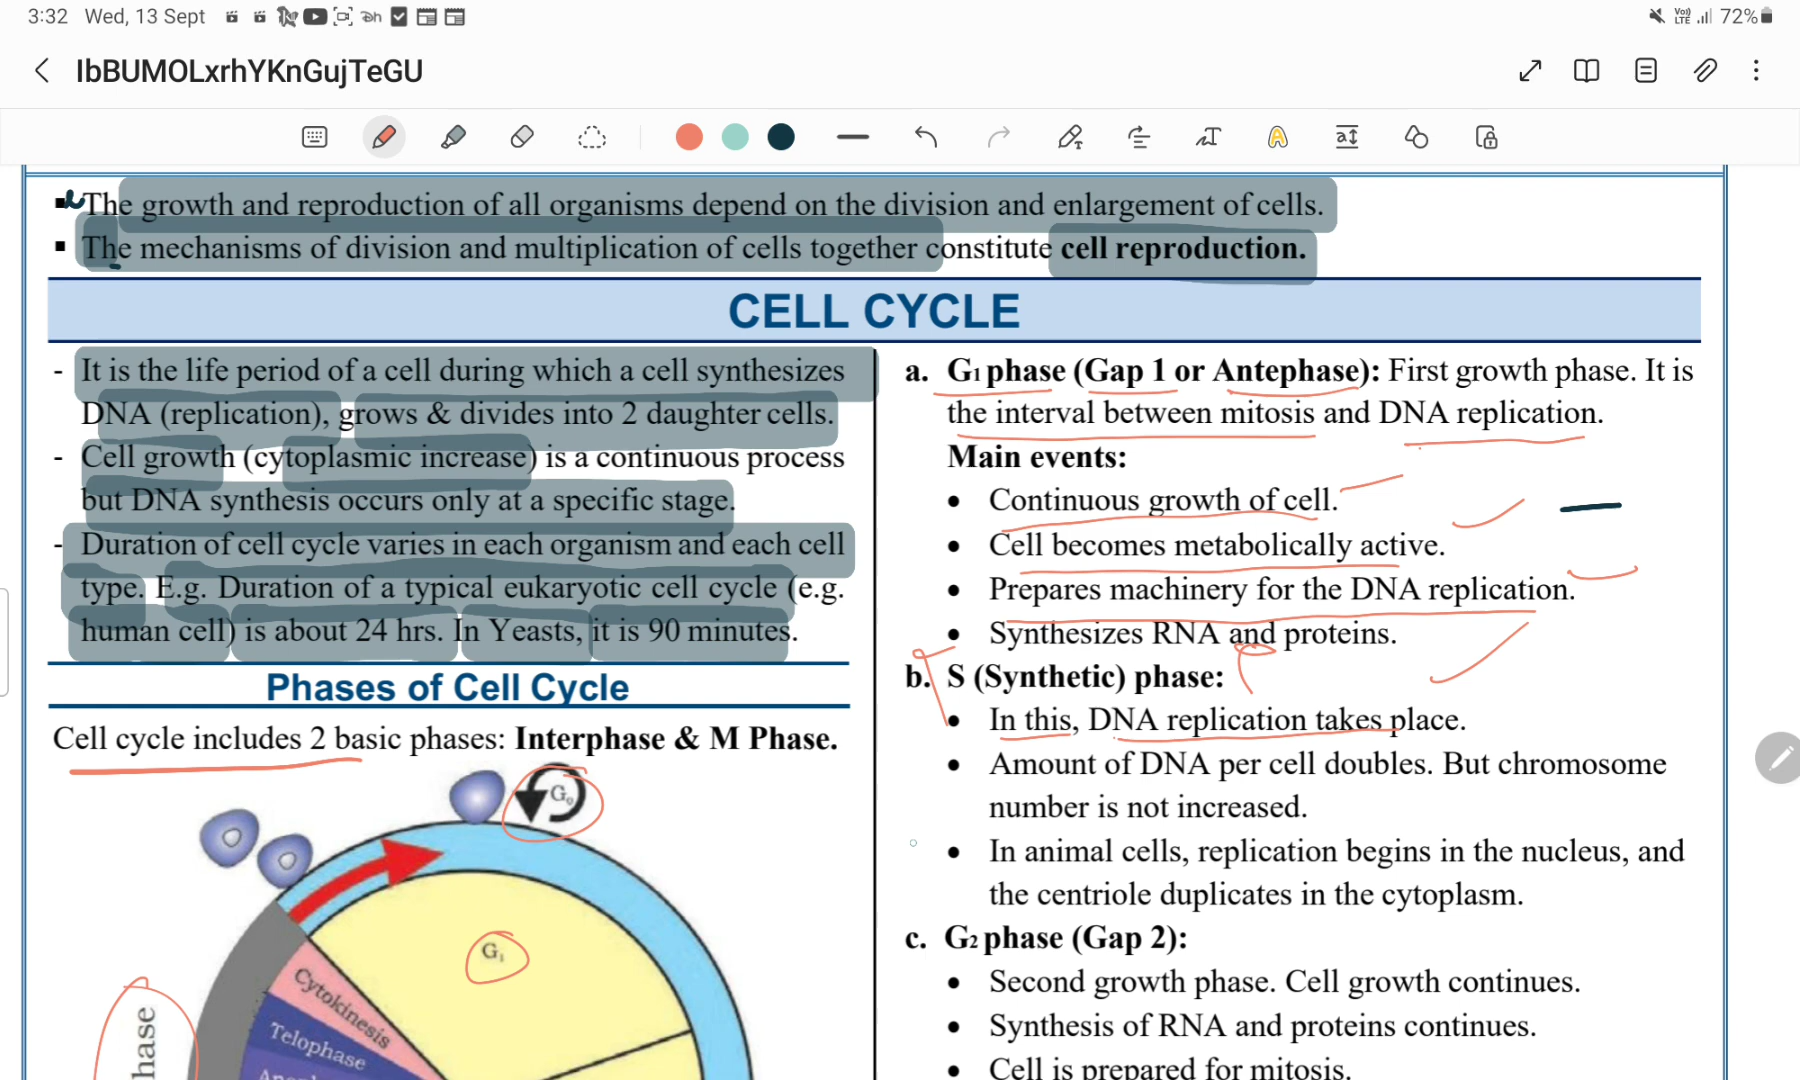 3:32 Wed, 13 Sept
72%
IbBUMOLxrhYKnGujTeGU
▪ The growth and reproduction of all organisms depend on the division and enlargement of cells.
▪ The mechanisms of division and multiplication of cells together constitute cell reproduction.
CELL CYCLE
- It is the life period of a cell during which a cell synthesizes
DNA (replication), grows & divides into 2 daughter cells.
- Cell growth (cytoplasmic increase) is a continuous process
but DNA synthesis occurs only at a specific stage.
- Duration of cell cycle varies in each organism and each cell
type. E.g. Duration of a typical eukaryotic cell cycle (e.g.
human cell) is about 24 hrs. In Yeasts, it is 90 minutes.
Phases of Cell Cycle
Cell cycle includes 2 basic phases: Interphase & M Phase.
G0
G1
Cytokinesis
Telophase
hase
a. G1 phase (Gap 1 or Antephase): First growth phase. It is
the interval between mitosis and DNA replication.
Main events:
• Continuous growth of cell.
• Cell becomes metabolically active.
• Prepares machinery for the DNA replication.
• Synthesizes RNA and proteins.
b. S (Synthetic) phase:
• In this, DNA replication takes place.
• Amount of DNA per cell doubles. But chromosome
number is not increased.
• In animal cells, replication begins in the nucleus, and
the centriole duplicates in the cytoplasm.
c. G2 phase (Gap 2):
• Second growth phase. Cell growth continues.
• Synthesis of RNA and proteins continues.
• Cell is prepared for mitosis.